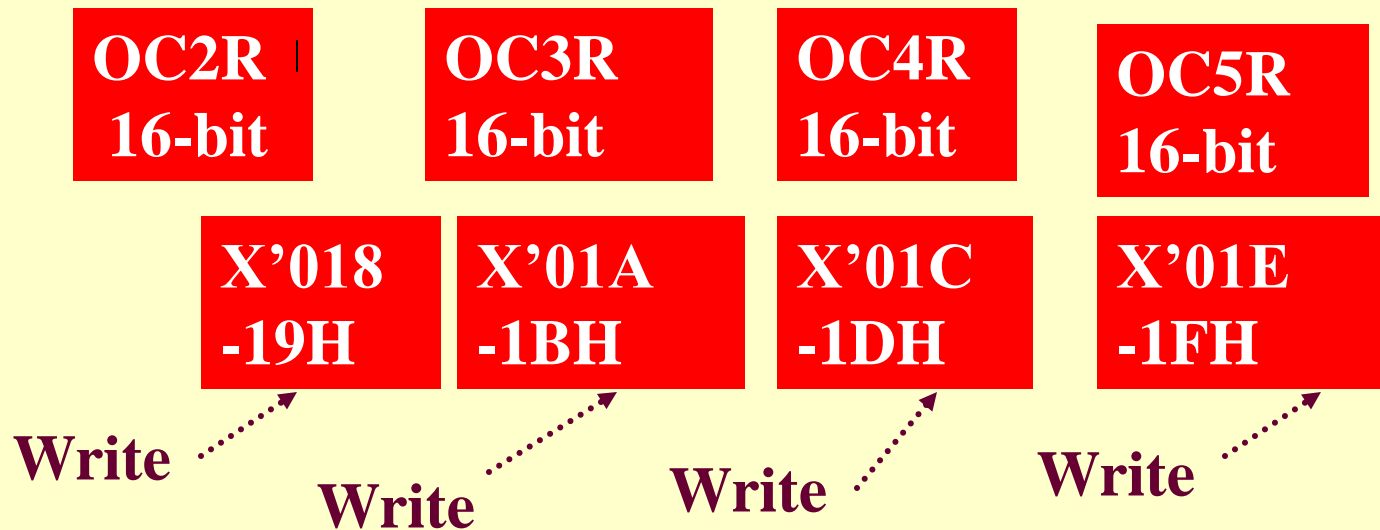 OC2R
16-bit
OC3R
16-bit
OC4R
16-bit
OC5R
16-bit
X’018
-19H
X’01A
-1BH
X’01C
-1DH
X’01E
-1FH
Write
Write
Write
Write